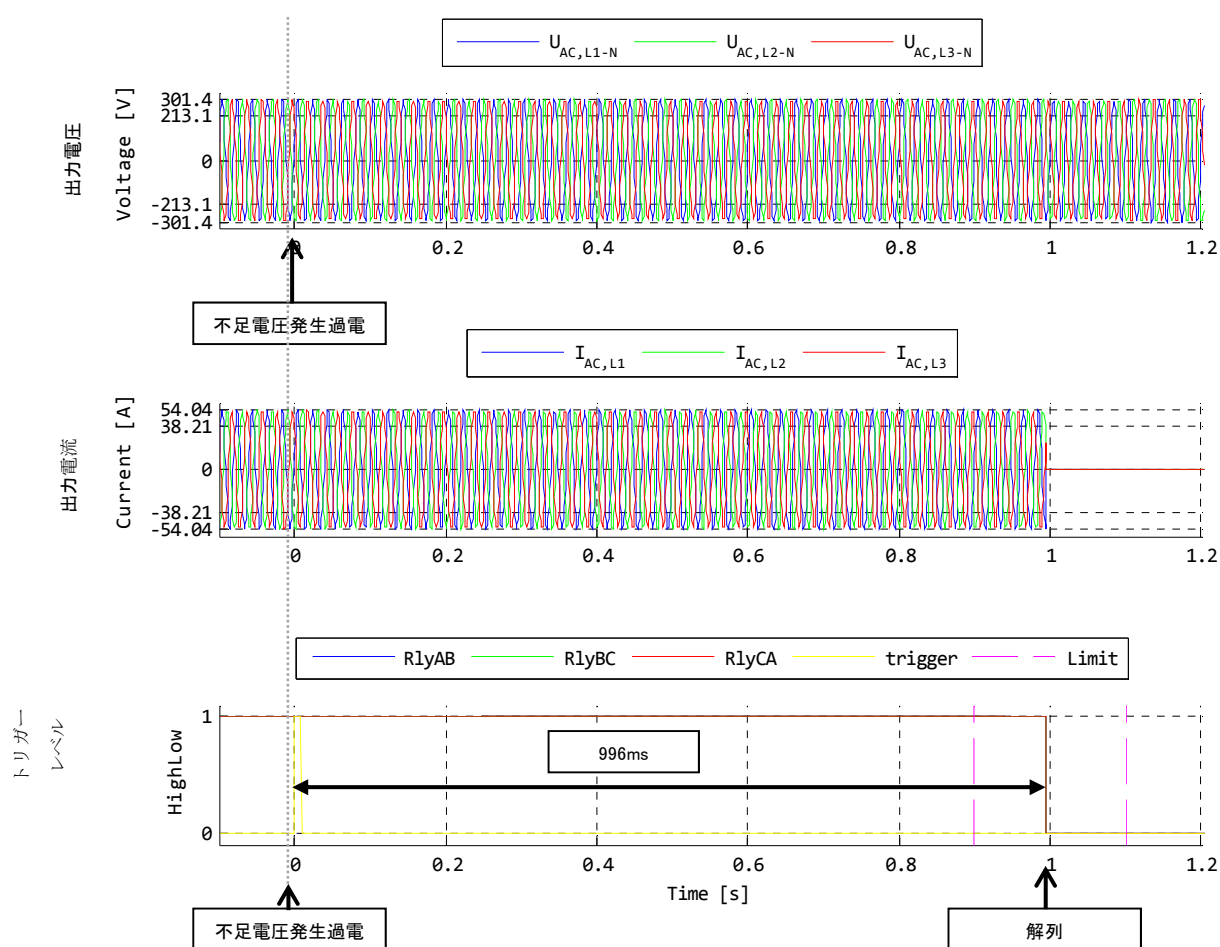 U_AC,L1-N U_AC,L2-N U_AC,L3-N
出力電圧
Voltage [V]
301.4
213.1
0
-213.1
-301.4
0 0.2 0.4 0.6 0.8 1 1.2
不足電圧発生過電
I_AC,L1 I_AC,L2 I_AC,L3
出力電流
Current [A]
54.04
38.21
0
-38.21
-54.04
0 0.2 0.4 0.6 0.8 1 1.2
RlyAB RlyBC RlyCA trigger Limit
トリガー
レベル
HighLow
1
996ms
0
0 0.2 0.4 0.6 0.8 1 1.2
Time [s]
不足電圧発生過電 解列